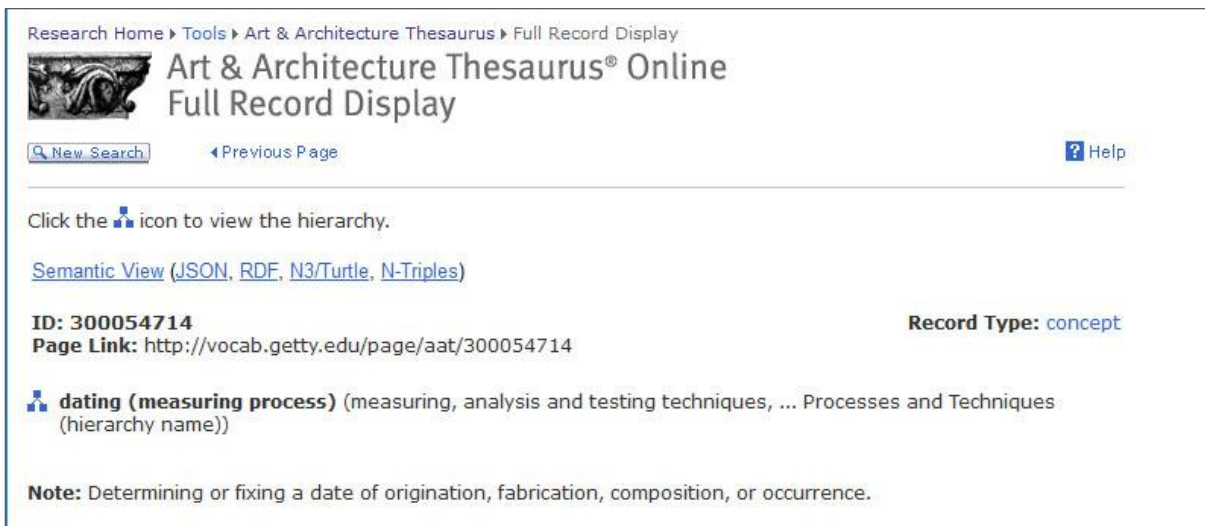 Research Home ▸ Tools ▸ Art & Architecture Thesaurus ▸ Full Record Display
Art & Architecture Thesaurus® Online
Full Record Display
New Search ◂ Previous Page ? Help
Click the icon to view the hierarchy.
Semantic View (JSON, RDF, N3/Turtle, N-Triples)
ID: 300054714 Record Type: concept
Page Link: http://vocab.getty.edu/page/aat/300054714
dating (measuring process) (measuring, analysis and testing techniques, ... Processes and Techniques
(hierarchy name))
Note: Determining or fixing a date of origination, fabrication, composition, or occurrence.